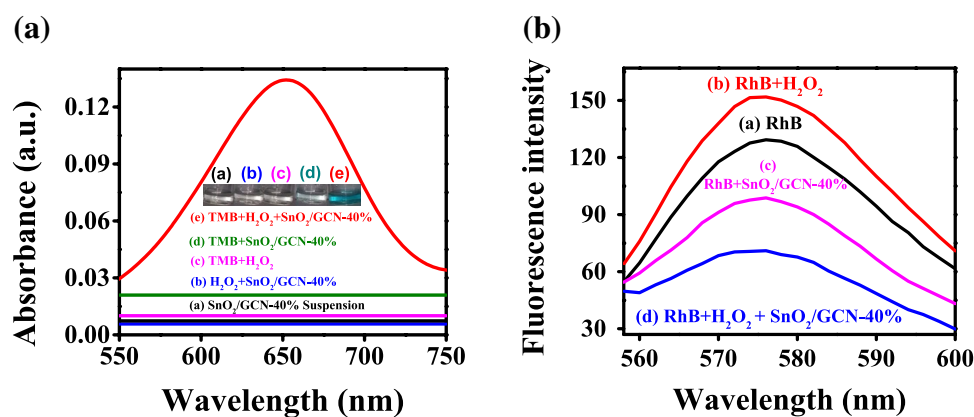 (a)
Absorbance (a.u.)
0.12
0.09
0.06
0.03
0.00
(a) (b) (c) (d) (e)
(e) TMB+H₂O₂+SnO₂/GCN-40%
(d) TMB+SnO₂/GCN-40%
(c) TMB+H₂O₂
(b) H₂O₂+SnO₂/GCN-40%
(a) SnO₂/GCN-40% Suspension
550 600 650 700 750
Wavelength (nm)
(b)
Fluorescence intensity
150
120
90
60
30
(b) RhB+H₂O₂
(a) RhB
(c)
RhB+SnO₂/GCN-40%
(d) RhB+H₂O₂ + SnO₂/GCN-40%
560 570 580 590 600
Wavelength (nm)